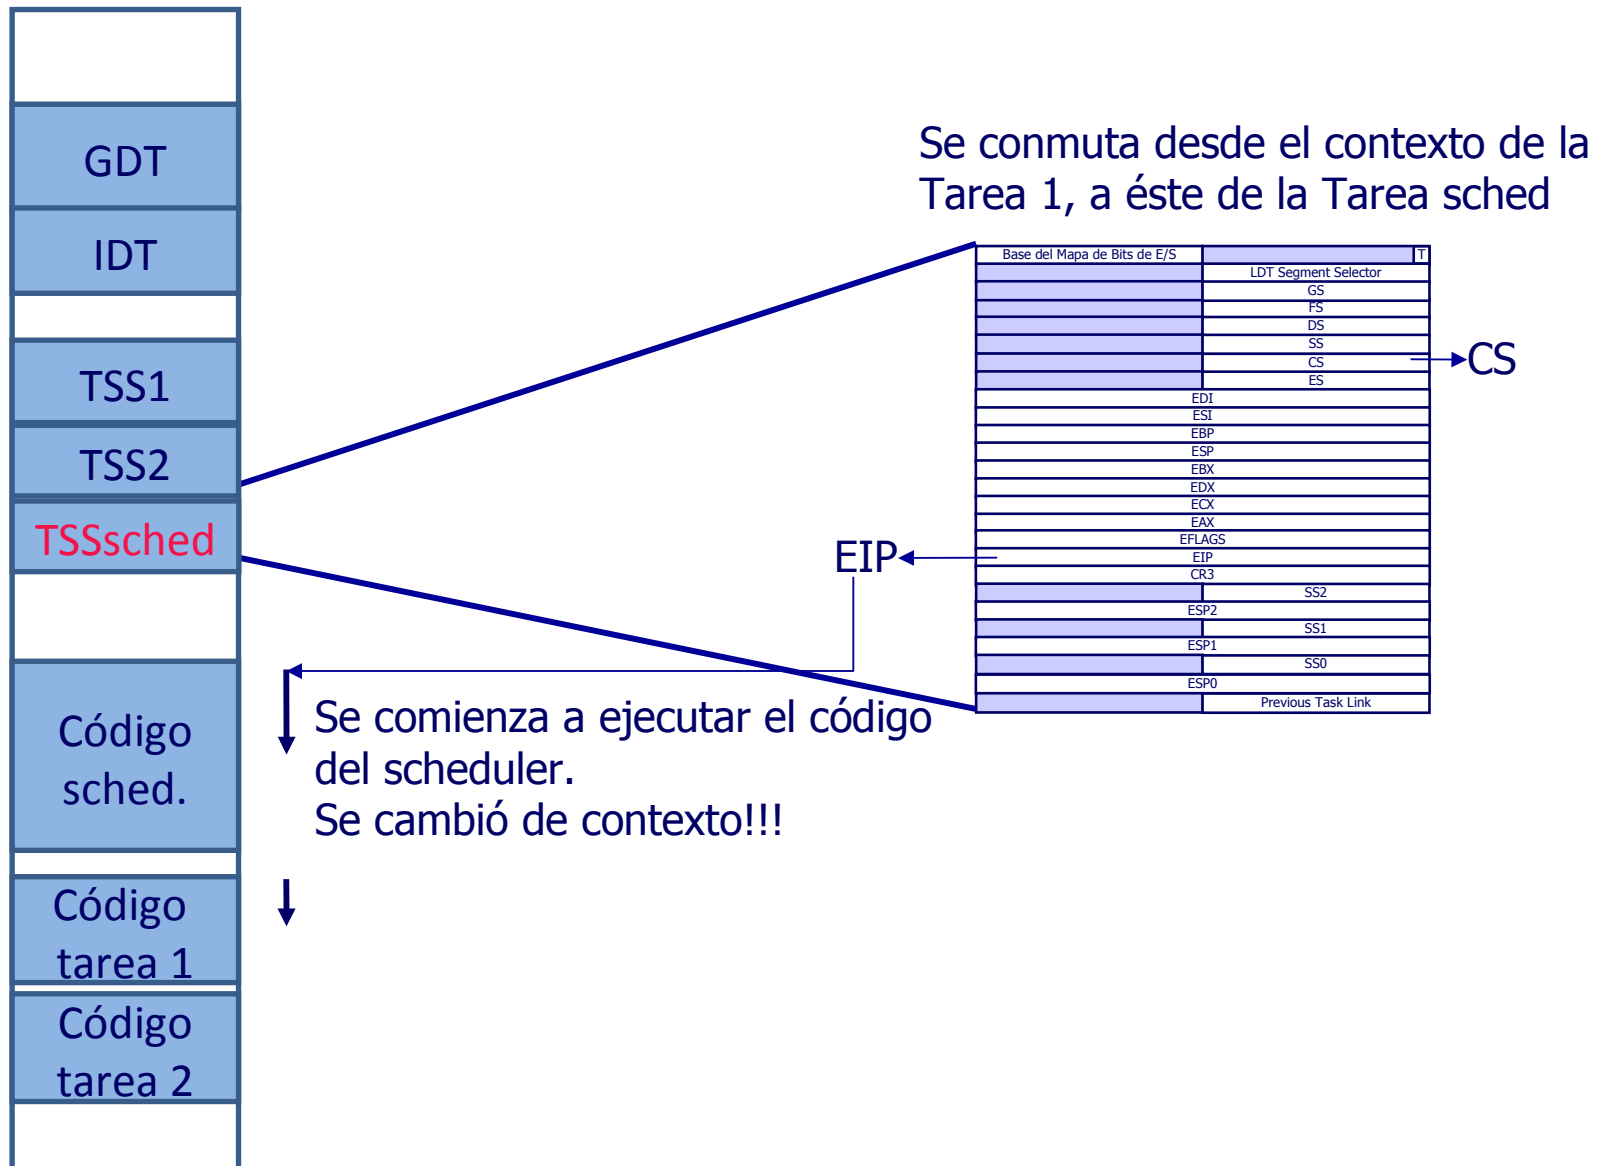 GDT
IDT
TSS1
TSS2
TSSsched
Código
sched.
Código
tarea 1
Código
tarea 2
Se conmuta desde el contexto de la
Tarea 1, a éste de la Tarea sched
Base del Mapa de Bits de E/S T
LDT Segment Selector
GS
FS
DS
SS
CS
ES
EDI
ESI
EBP
ESP
EBX
EDX
ECX
EAX
EFLAGS
EIP
CR3
SS2
ESP2
SS1
ESP1
SS0
ESP0
Previous Task Link
CS
EIP
Se comienza a ejecutar el código
del scheduler.
Se cambió de contexto!!!